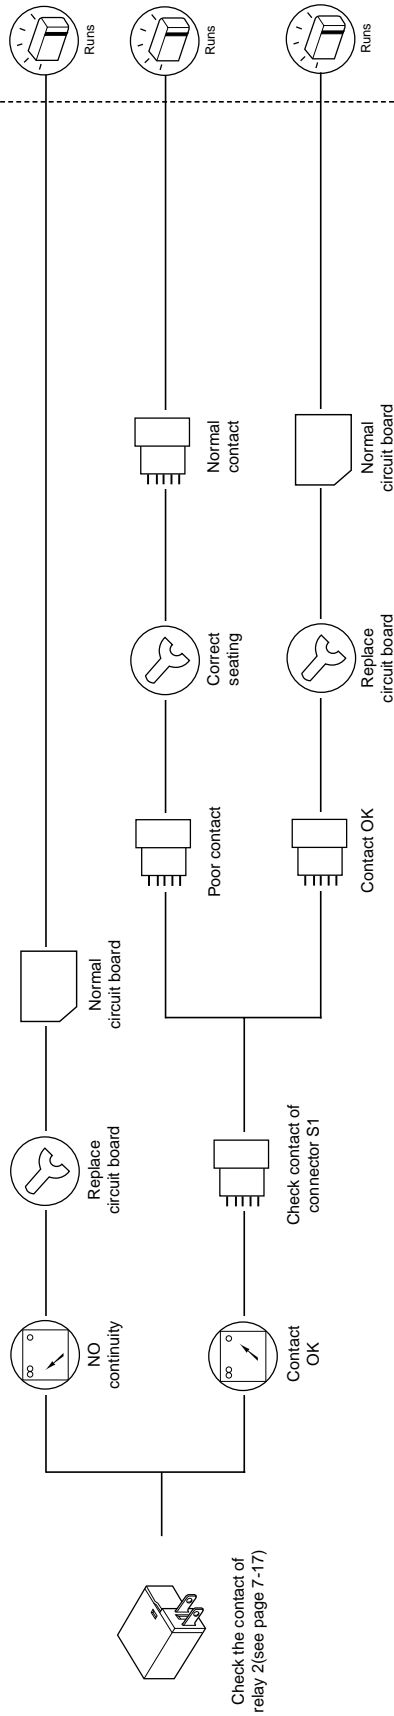 Check the contact of
relay 2(see page 7-17)
NO
continuity
Replace
circuit board
Normal
circuit board
Runs
Contact
OK
Check contact of
connector S1
Poor contact
Correct
seating
Normal
contact
Runs
Contact OK
Replace
circuit board
Normal
circuit board
Runs